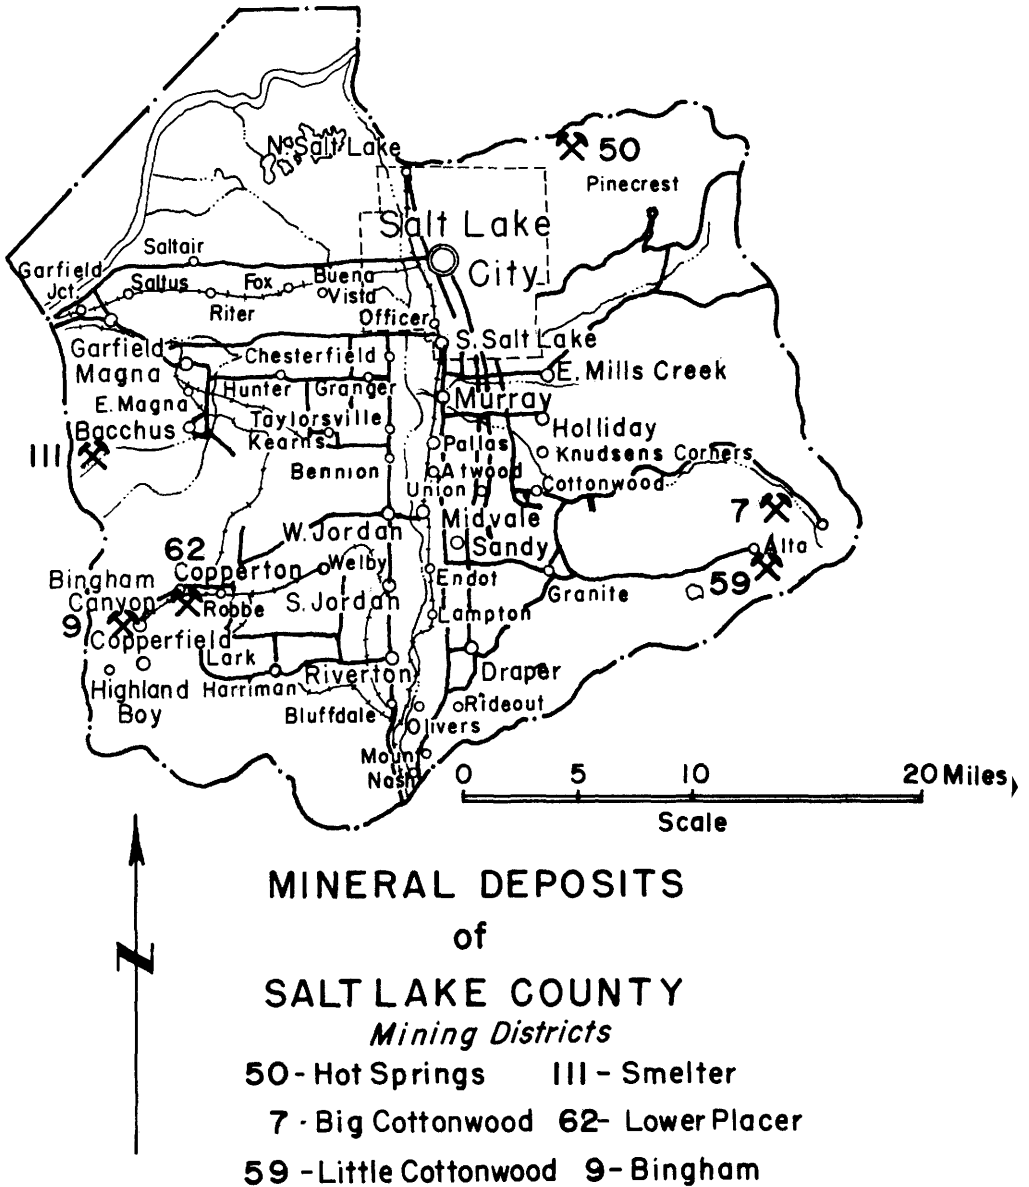 No. Salt Lake
50
Pinecrest
Salt Lake
City
Saltair
Garfield
Jct.
Saltus
Fox
Buena
Vista
Riter
Officer
S. Salt Lake
Garfield
Magna
Chesterfield
E. Mills Creek
Hunter
Granger
E. Magna
Murray
Taylorsville
Bacchus
Kearns
Holliday
Pallas
Knudsens Corners
111
Bennion
Atwood
Union
Cottonwood
7
W. Jordan
Midvale
Sandy
Alta
62
Bingham
Canyon
Copperton
Welby
Endot
59
Robbe
S. Jordan
Granite
9
Lampton
Copperfield
Lark
Riverton
Draper
Highland
Boy
Harriman
Rideout
Bluffdale
Olivers
Mount
Nash
0 5 10 20 Miles
Scale
N
MINERAL DEPOSITS
of
SALT LAKE COUNTY
Mining Districts
50 - Hot Springs 111 - Smelter
7 - Big Cottonwood 62- Lower Placer
59 - Little Cottonwood 9 - Bingham